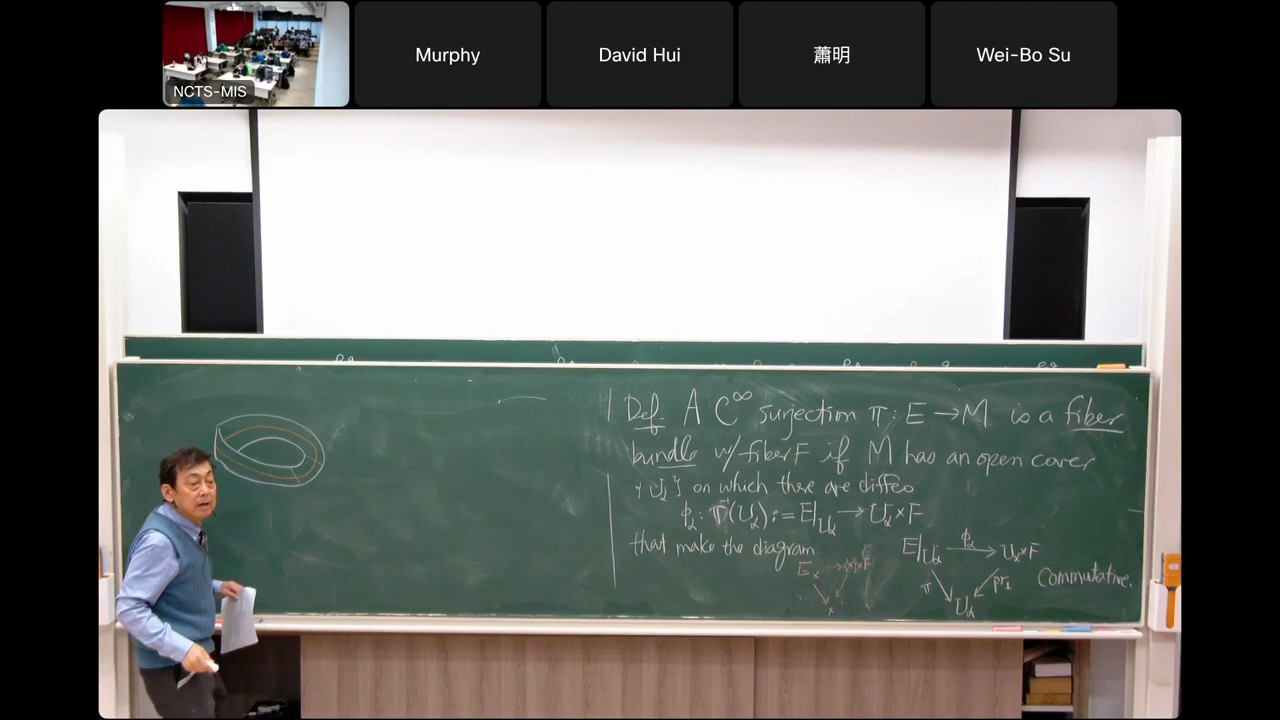 NCTS-MIS
Murphy
David Hui
蕭明
Wei-Bo Su
Def. A C^∞ surjection π: E → M is a fiber
bundle w/ fiber F if M has an open cover
{U_α} on which there are diffeo
ϕ_α: π^{-1}(U_α) := E|_{U_α} → U_α × F
that make the diagram
E|_{U_α} —ϕ_α→ U_α × F
E_x → {x} × F
π pr_1 Commutative.
x U_α